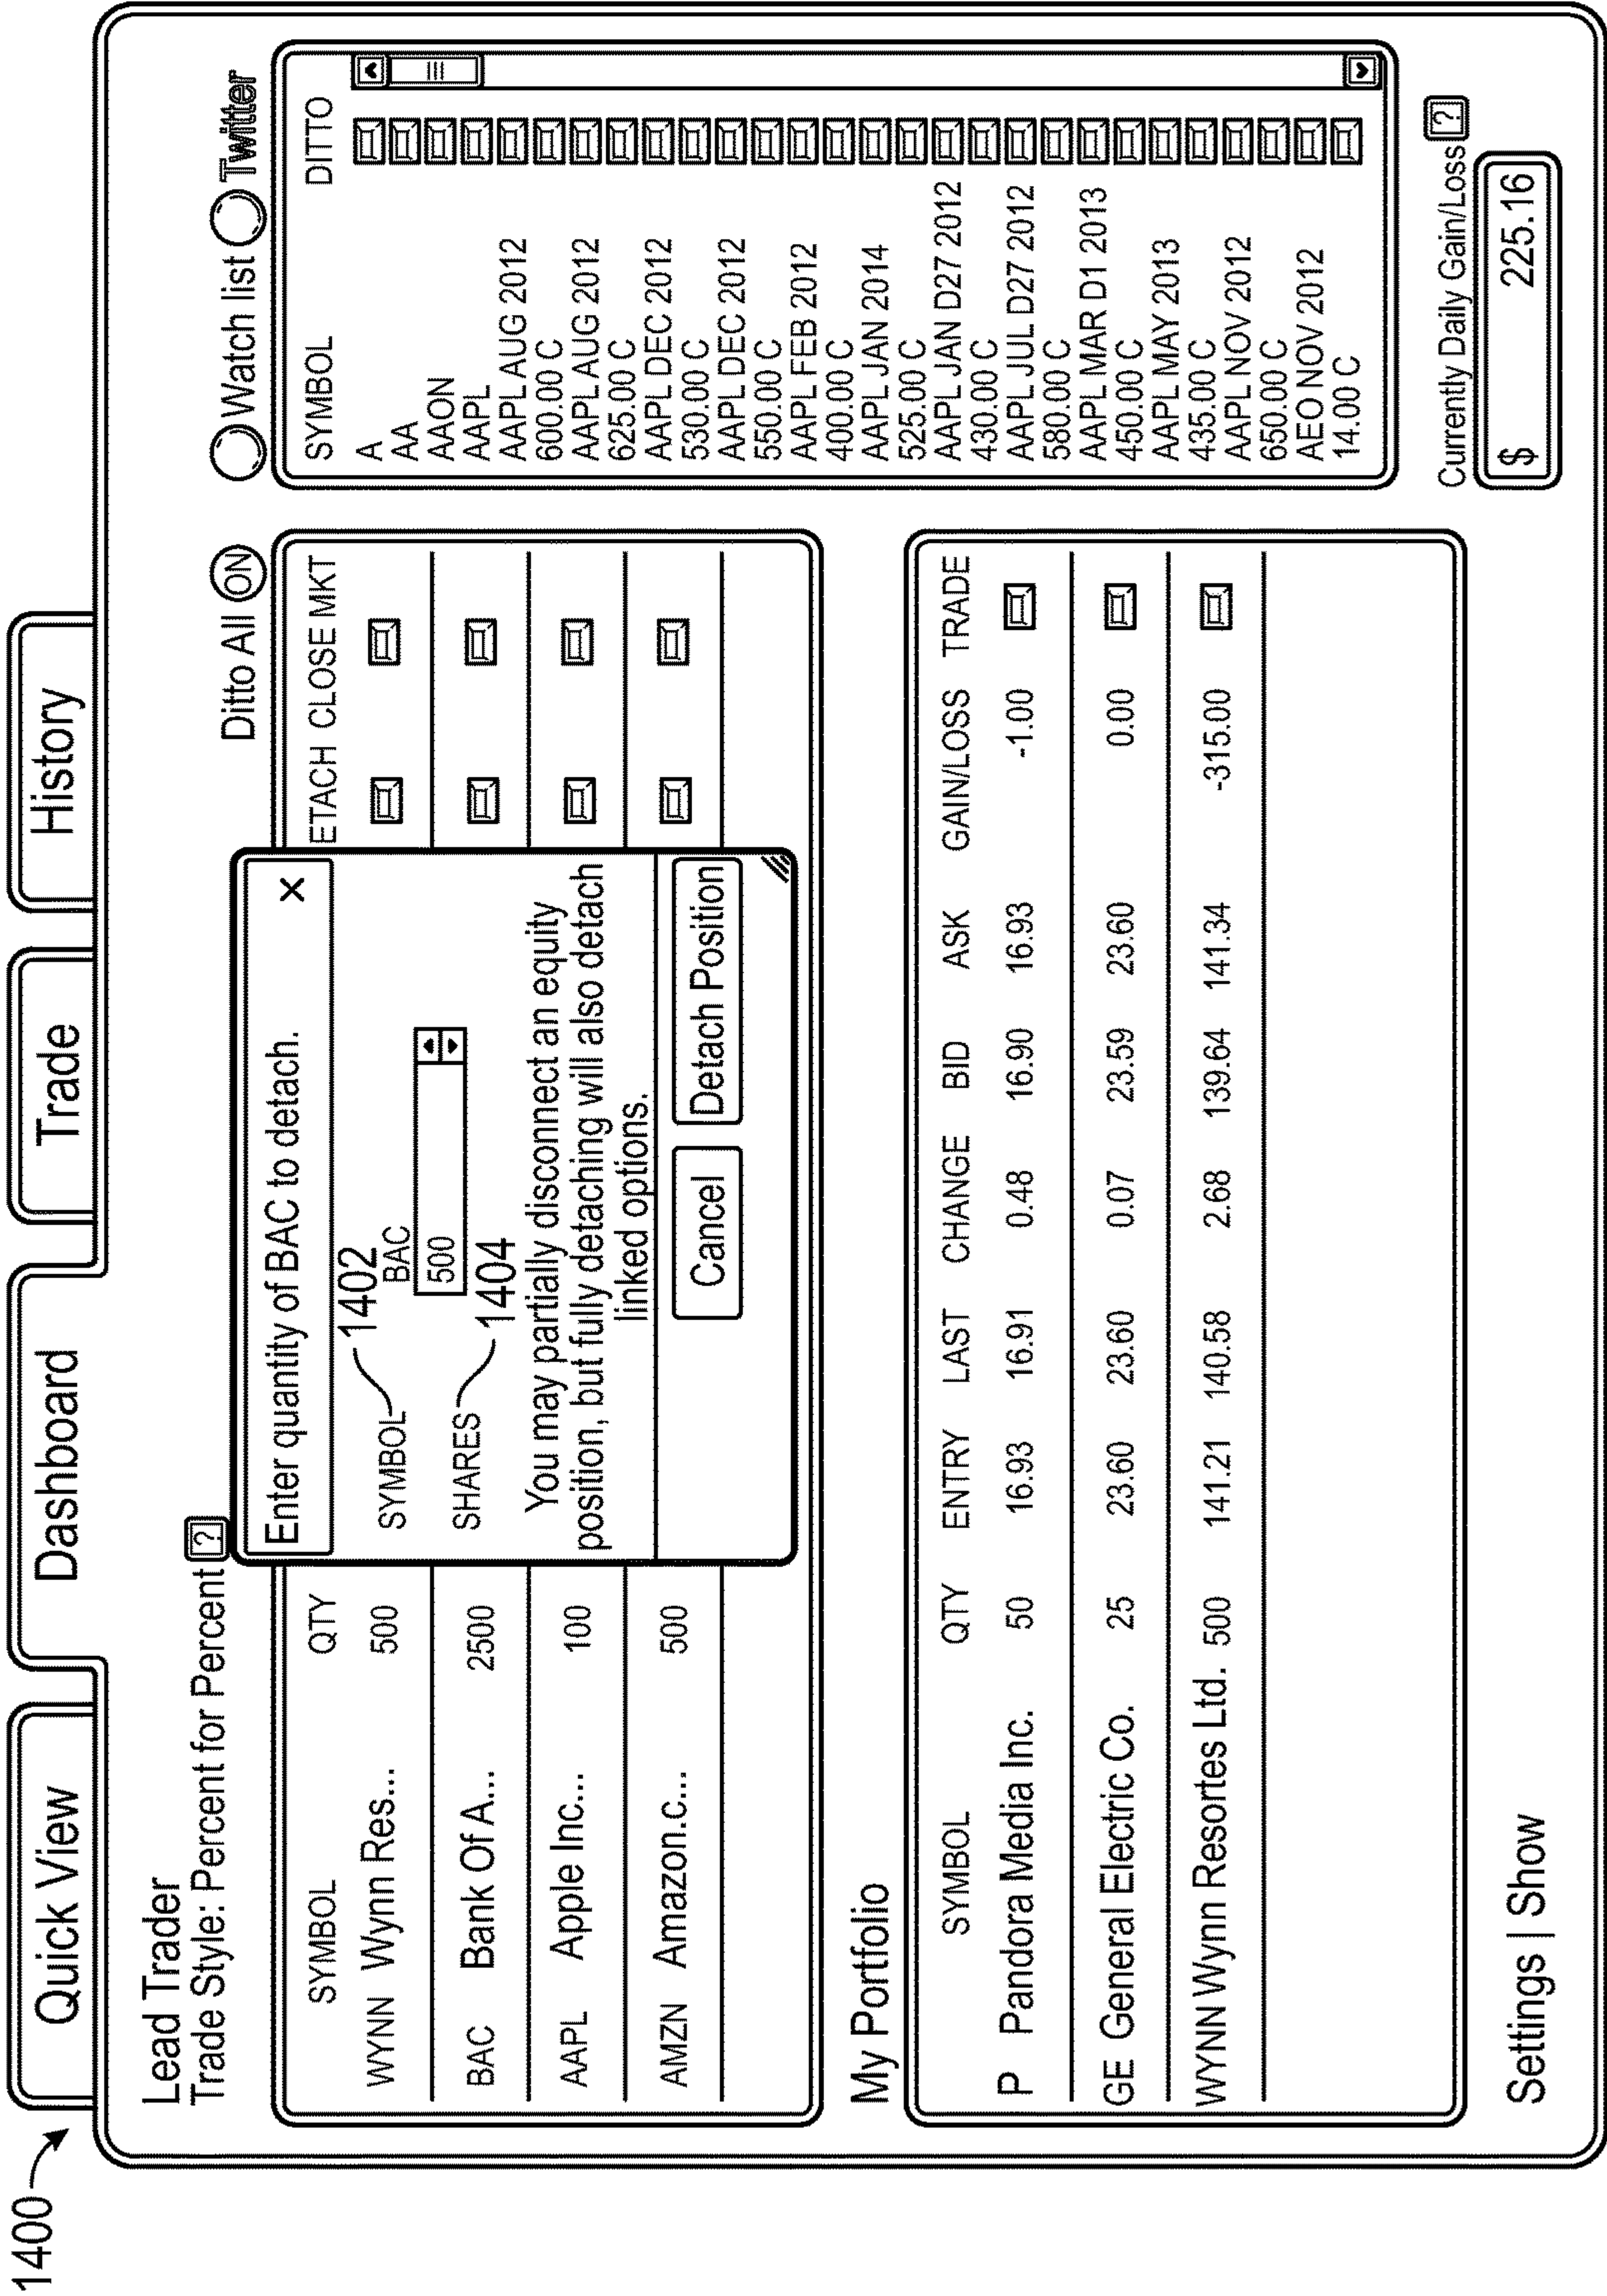 1400
Quick View
Dashboard
Trade
History
Lead Trader
Trade Style: Percent for Percent [?]
Ditto All ON
Watch list Twitter
SYMBOL QTY ETACH CLOSE MKT
WYNN Wynn Res... 500
BAC Bank Of A... 2500
AAPL Apple Inc... 100
AMZN Amazon.c... 500
Enter quantity of BAC to detach. X
1402
SYMBOL BAC
SHARES 500
1404
You may partially disconnect an equity
position, but fully detaching will also detach
linked options.
Cancel Detach Position
SYMBOL DITTO
A
AA
AAON
AAPL
AAPL AUG 2012
600.00 C
AAPL AUG 2012
625.00 C
AAPL DEC 2012
530.00 C
AAPL DEC 2012
550.00 C
AAPL FEB 2012
400.00 C
AAPL JAN 2014
525.00 C
AAPL JAN D27 2012
430.00 C
AAPL JUL D27 2012
580.00 C
AAPL MAR D1 2013
450.00 C
AAPL MAY 2013
435.00 C
AAPL NOV 2012
650.00 C
AEO NOV 2012
14.00 C
My Portfolio
SYMBOL QTY ENTRY LAST CHANGE BID ASK GAIN/LOSS TRADE
P Pandora Media Inc. 50 16.93 16.91 0.48 16.90 16.93 -1.00
GE General Electric Co. 25 23.60 23.60 0.07 23.59 23.60 0.00
WYNN Wynn Resortes Ltd. 500 141.21 140.58 2.68 139.64 141.34 -315.00
Currently Daily Gain/Loss [?]
$ 225.16
Settings | Show